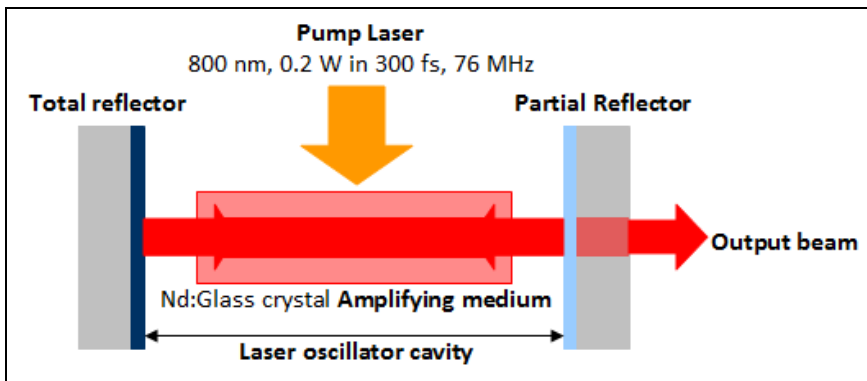 Pump Laser
800 nm, 0.2 W in 300 fs, 76 MHz
Total reflector
Partial Reflector
Output beam
Nd:Glass crystal Amplifying medium
Laser oscillator cavity